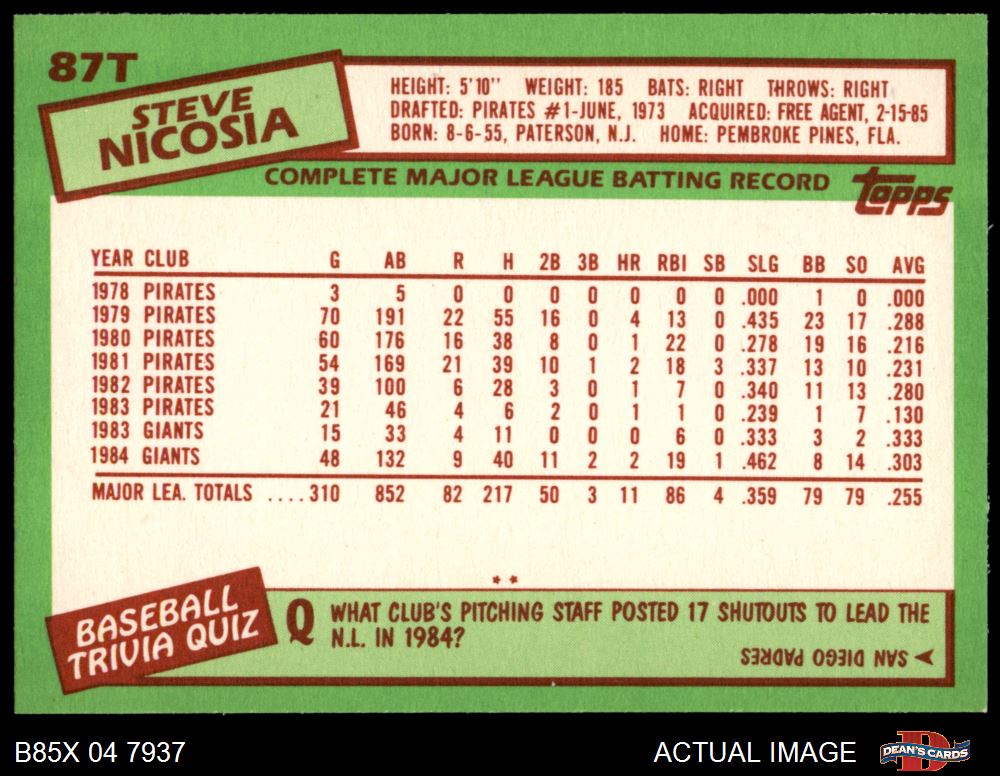 87T
STEVE
NICOSIA
HEIGHT: 5'10" WEIGHT: 185 BATS: RIGHT THROWS: RIGHT
DRAFTED: PIRATES #1-JUNE, 1973 ACQUIRED: FREE AGENT, 2-15-85
BORN: 8-6-55, PATERSON, N.J. HOME: PEMBROKE PINES, FLA.
COMPLETE MAJOR LEAGUE BATTING RECORD
topps
YEAR CLUB G AB R H 2B 3B HR RBI SB SLG BB SO AVG
1978 PIRATES 3 5 0 0 0 0 0 0 0 .000 1 0 .000
1979 PIRATES 70 191 22 55 16 0 4 13 0 .435 23 17 .288
1980 PIRATES 60 176 16 38 8 0 1 22 0 .278 19 16 .216
1981 PIRATES 54 169 21 39 10 1 2 18 3 .337 13 10 .231
1982 PIRATES 39 100 6 28 3 0 1 7 0 .340 11 13 .280
1983 PIRATES 21 46 4 6 2 0 1 1 0 .239 1 7 .130
1983 GIANTS 15 33 4 11 0 0 0 6 0 .333 3 2 .333
1984 GIANTS 48 132 9 40 11 2 2 19 1 .462 8 14 .303
MAJOR LEA. TOTALS ....310 852 82 217 50 3 11 86 4 .359 79 79 .255
**
BASEBALL
TRIVIA QUIZ
Q WHAT CLUB'S PITCHING STAFF POSTED 17 SHUTOUTS TO LEAD THE
N.L. IN 1984?
SAN DIEGO PADRES
B85X 04 7937
ACTUAL IMAGE
D
DEAN'S CARDS